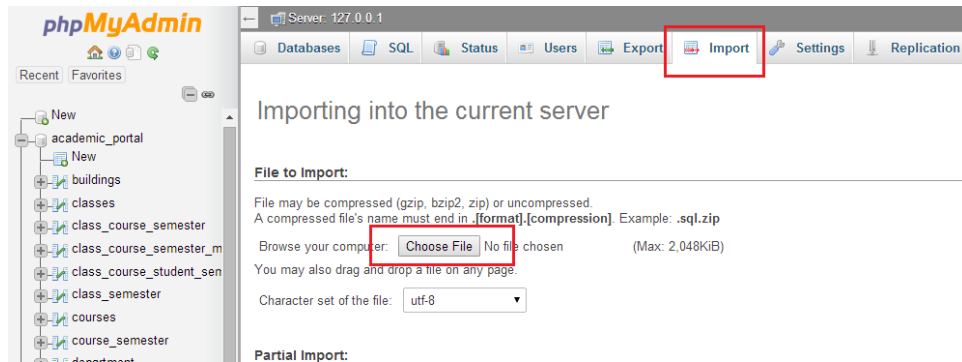 phpMyAdmin
Recent Favorites
New
academic_portal
New
buildings
classes
class_course_semester
class_course_semester_m
class_course_student_sem
class_semester
courses
course_semester
department
Server: 127.0.0.1
Databases SQL Status Users Export Import Settings Replication
Importing into the current server
File to Import:
File may be compressed (gzip, bzip2, zip) or uncompressed.
A compressed file's name must end in .[format].[compression]. Example: .sql.zip
Browse your computer: Choose File No file chosen (Max: 2,048KiB)
You may also drag and drop a file on any page.
Character set of the file: utf-8
Partial Import: